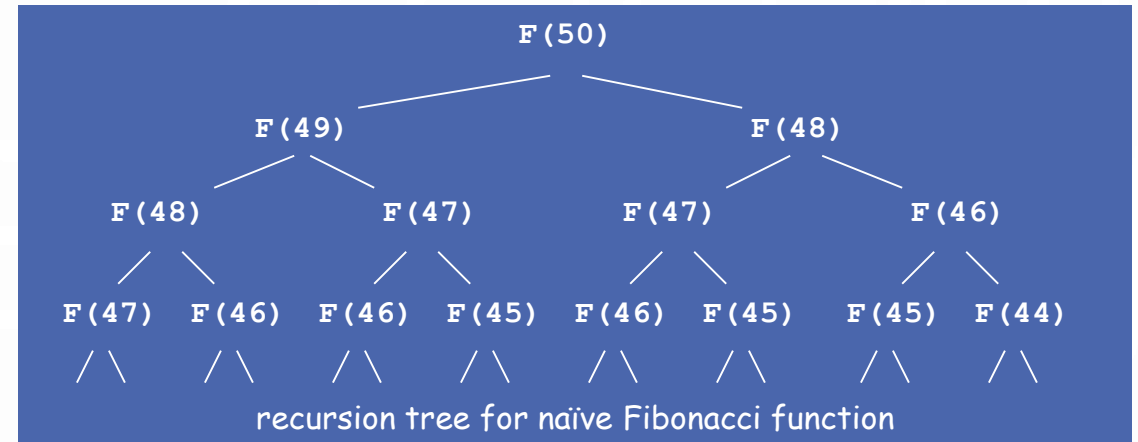 F(50)
F(49) F(48)
F(48) F(47) F(47) F(46)
F(47) F(46) F(46) F(45) F(46) F(45) F(45) F(44)
recursion tree for naïve Fibonacci function